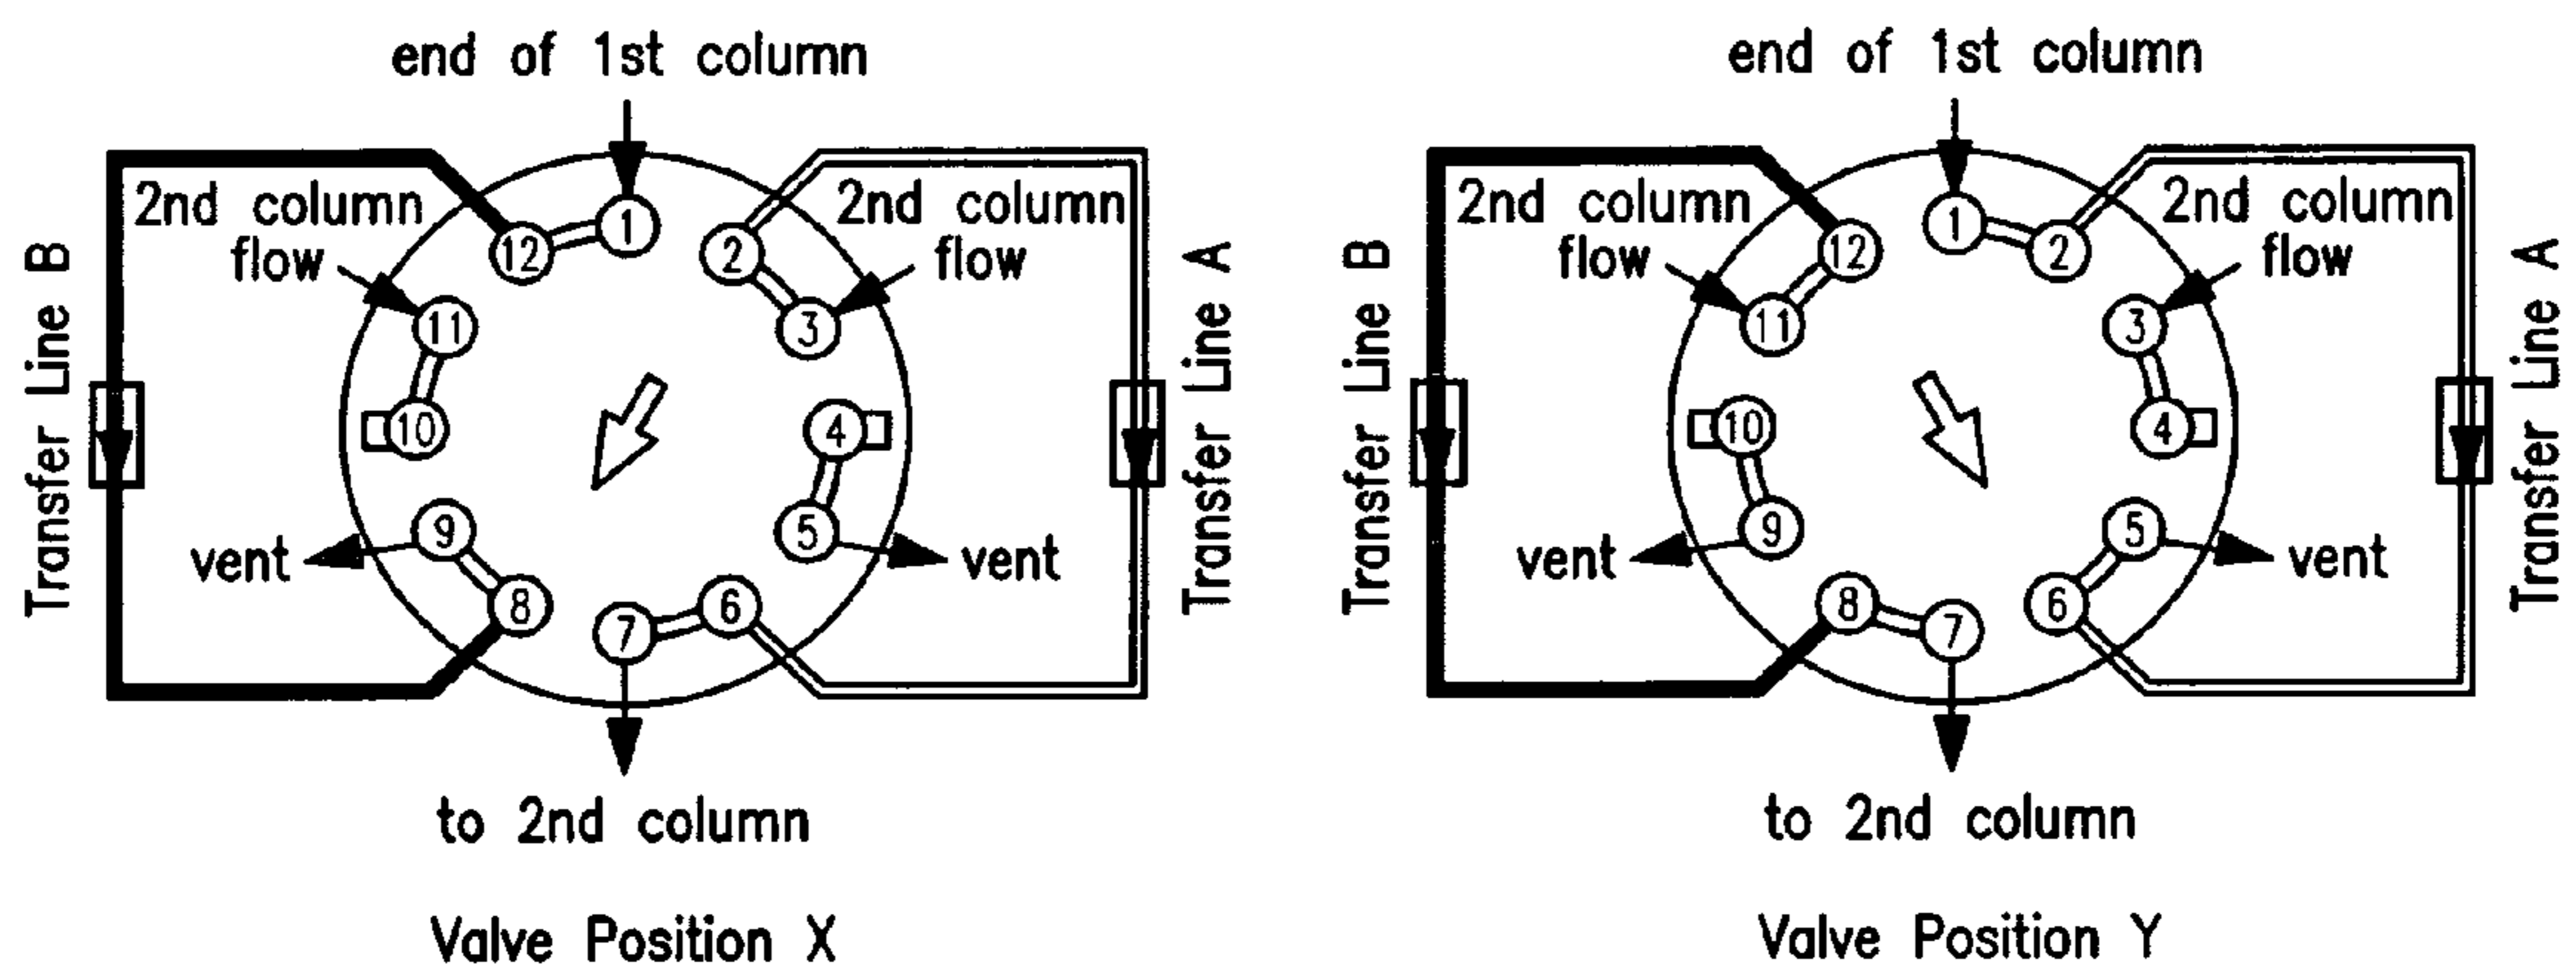 end of 1st column
2nd column
flow
2nd column
flow
Transfer Line B
Transfer Line A
12
1
2
11
3
10
4
9
5
8
7
6
vent
vent
to 2nd column
Valve Position X
end of 1st column
2nd column
flow
2nd column
flow
Transfer Line B
Transfer Line A
12
1
2
11
3
10
4
9
5
8
7
6
vent
vent
to 2nd column
Valve Position Y